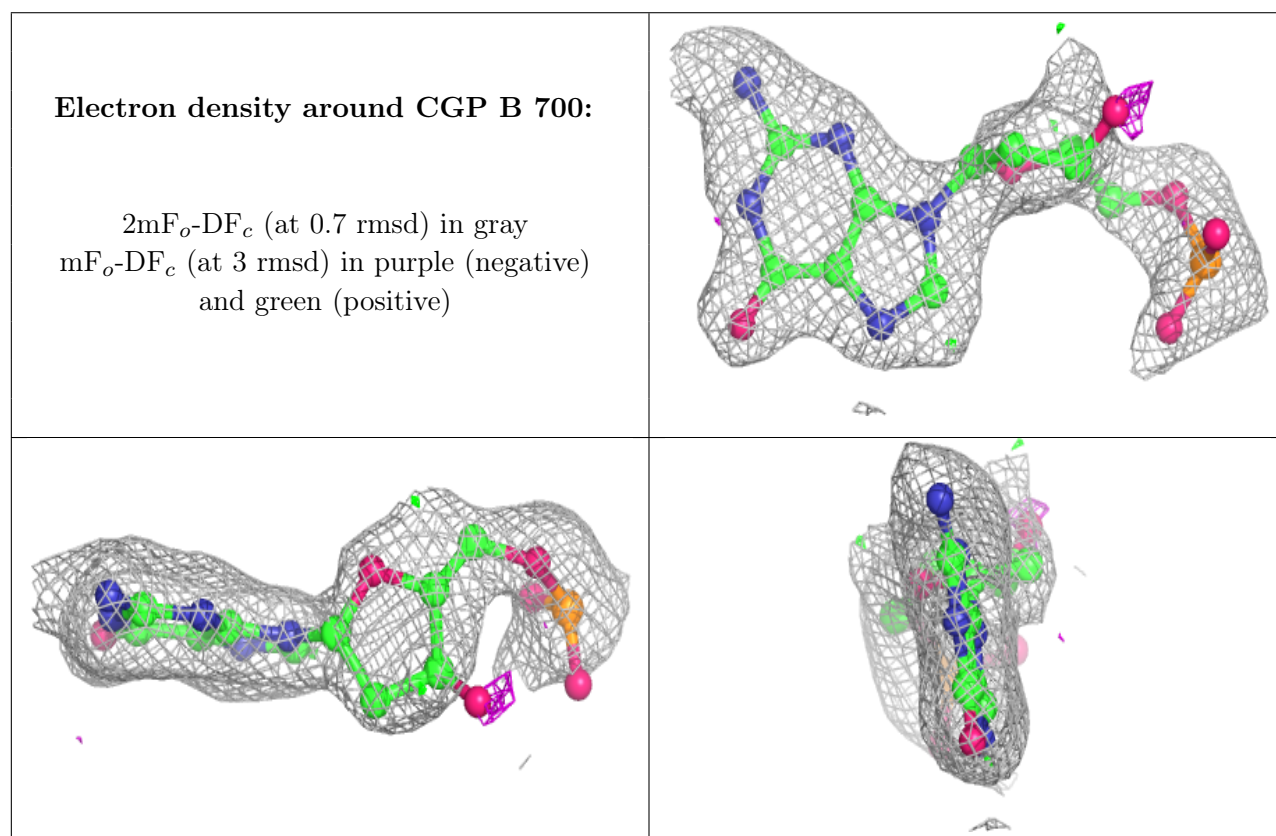 Electron density around CGP B 700:
2mFₒ-DF𝒸 (at 0.7 rmsd) in gray
mFₒ-DF𝒸 (at 3 rmsd) in purple (negative)
and green (positive)